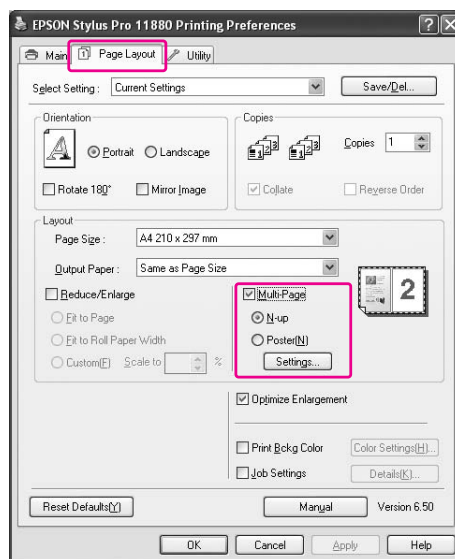 EPSON Stylus Pro 11880 Printing Preferences
Main Page Layout Utility
Select Setting : Current Settings Save/Del...
Orientation Copies
Portrait Landscape Copies 1
Rotate 180° Mirror Image Collate Reverse Order
Layout
Page Size : A4 210 x 297 mm
Output Paper : Same as Page Size
Reduce/Enlarge Multi-Page 2
Fit to Page N-up
Fit to Roll Paper Width Poster(N)
Custom(F) Scale to % Settings...
Optimize Enlargement
Print Bckg Color Color Settings(H)...
Job Settings Details(K)...
Reset Defaults(Y) Manual Version 6.50
OK Cancel Apply Help